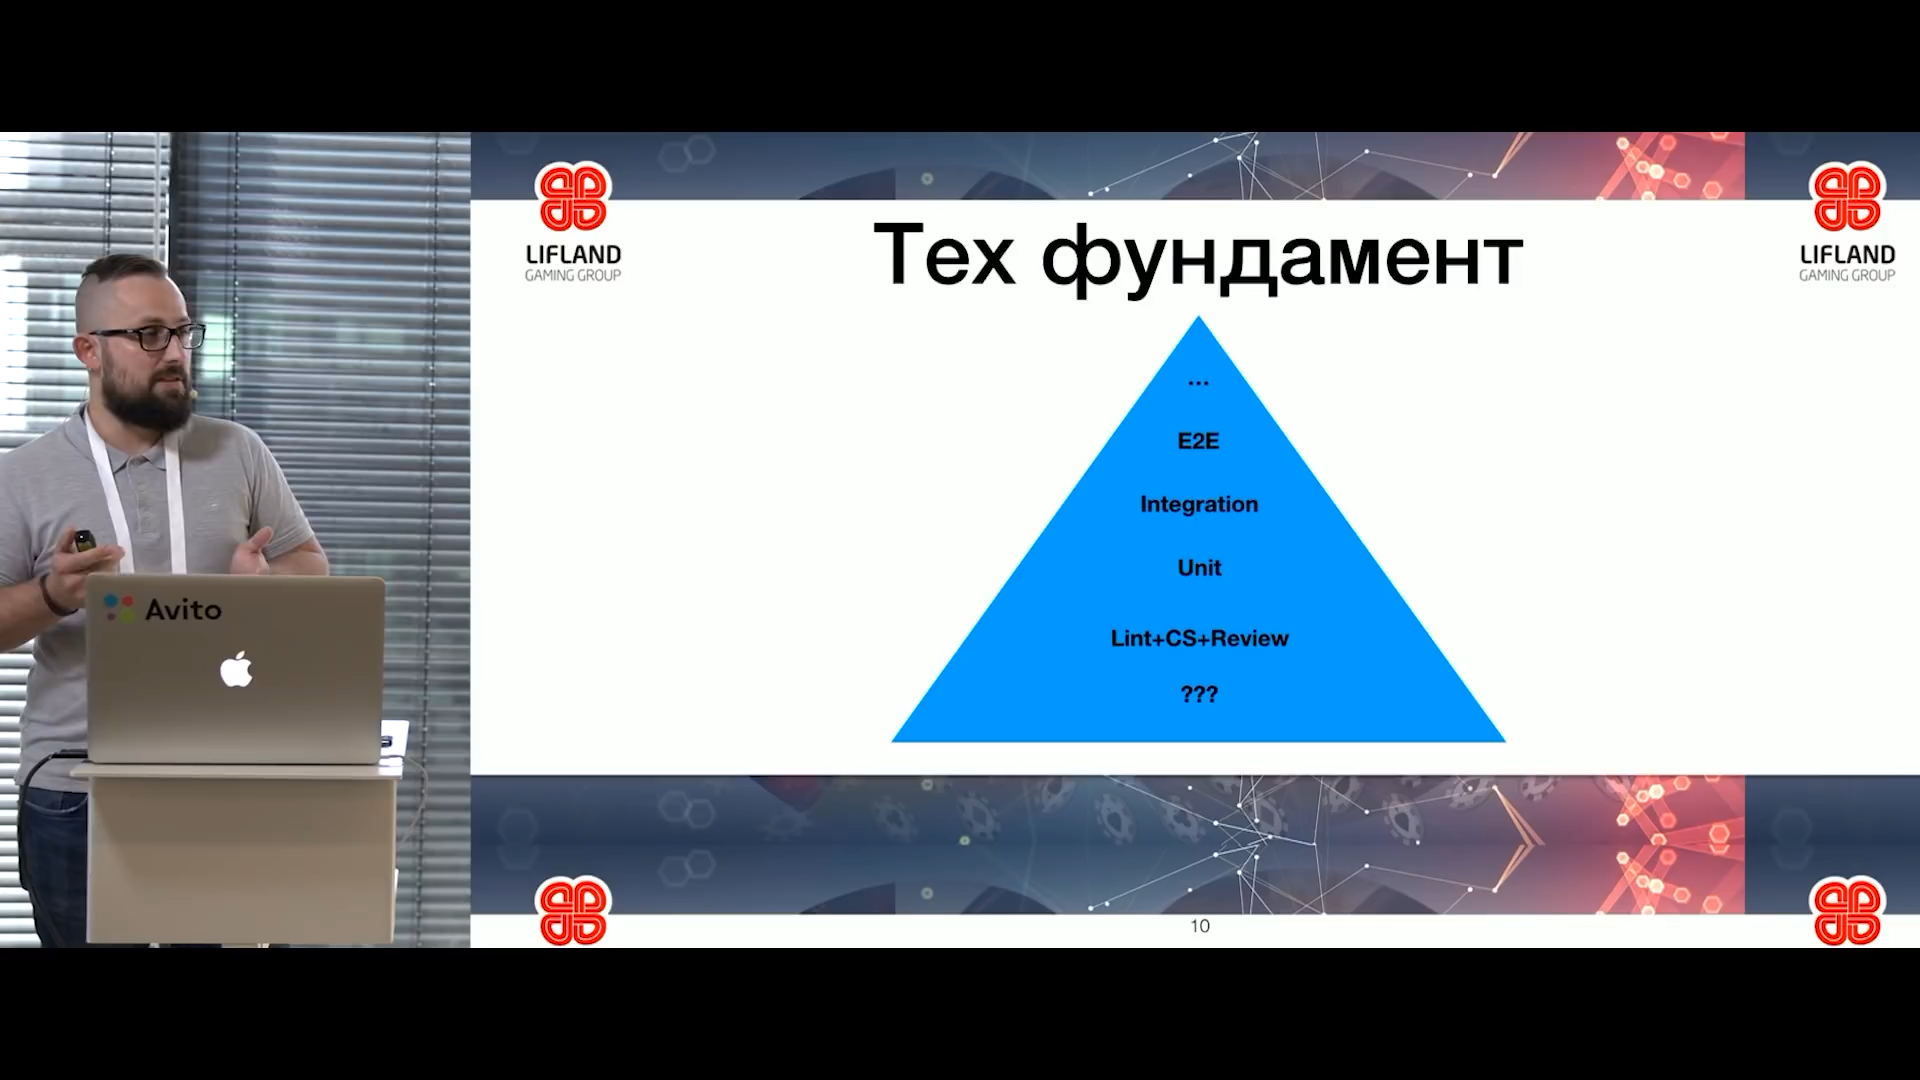 LIFLAND
GAMING GROUP
LIFLAND
GAMING GROUP
Тех фундамент
...
E2E
Integration
Unit
Lint+CS+Review
???
Avito
10